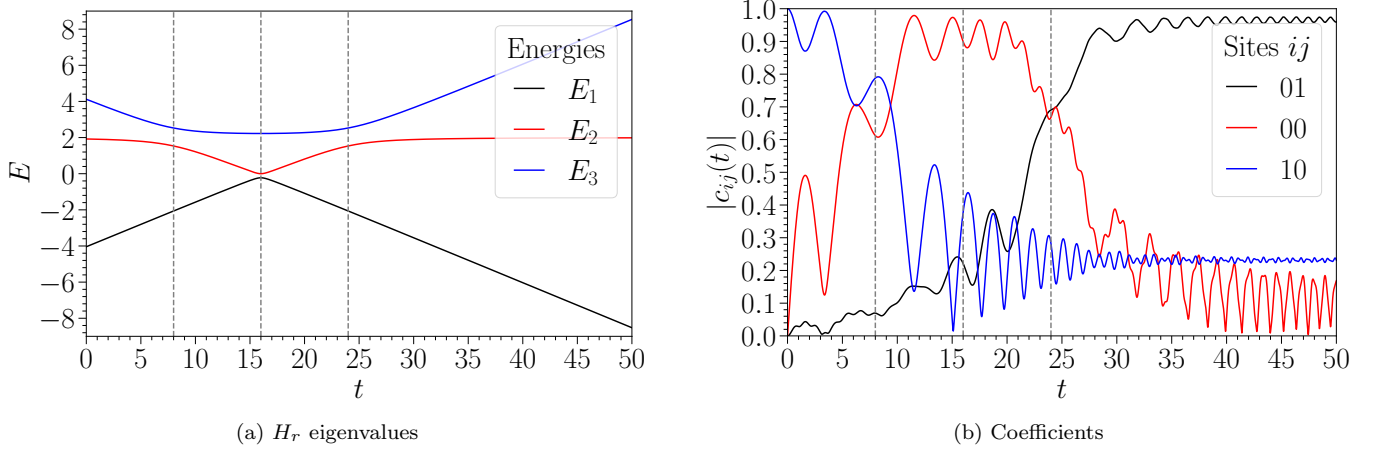 8
6
4
2
0
−2
−4
−6
−8
E
0 5 10 15 20 25 30 35 40 45 50
t
Energies
E₁
E₂
E₃
(a) Hᵣ eigenvalues
1.0
0.9
0.8
0.7
0.6
0.5
0.4
0.3
0.2
0.1
0.0
|cᵢⱼ(t)|
0 5 10 15 20 25 30 35 40 45 50
t
Sites ij
01
00
10
(b) Coefficients